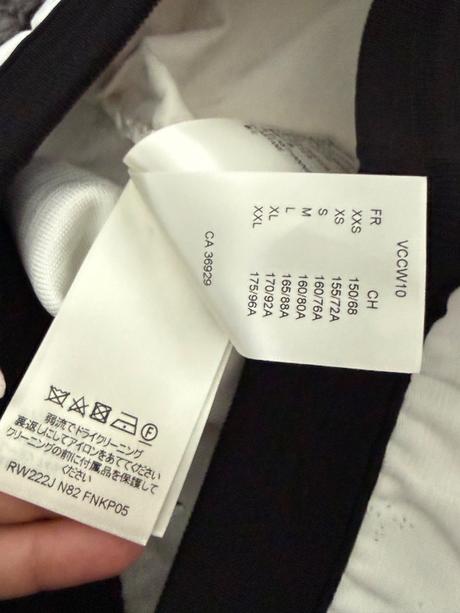 VCCW10
FR CH
XXS 150/68
XS 155/72A
S 160/76A
M 160/80A
L 165/88A
XL 170/92A
XXL 175/96A
CA 36929
弱流でドライクリーニング
裏返しにしてアイロンをあててください
クリーニングの前に付属品を保護して
ください
RW222J N82 FNKP05